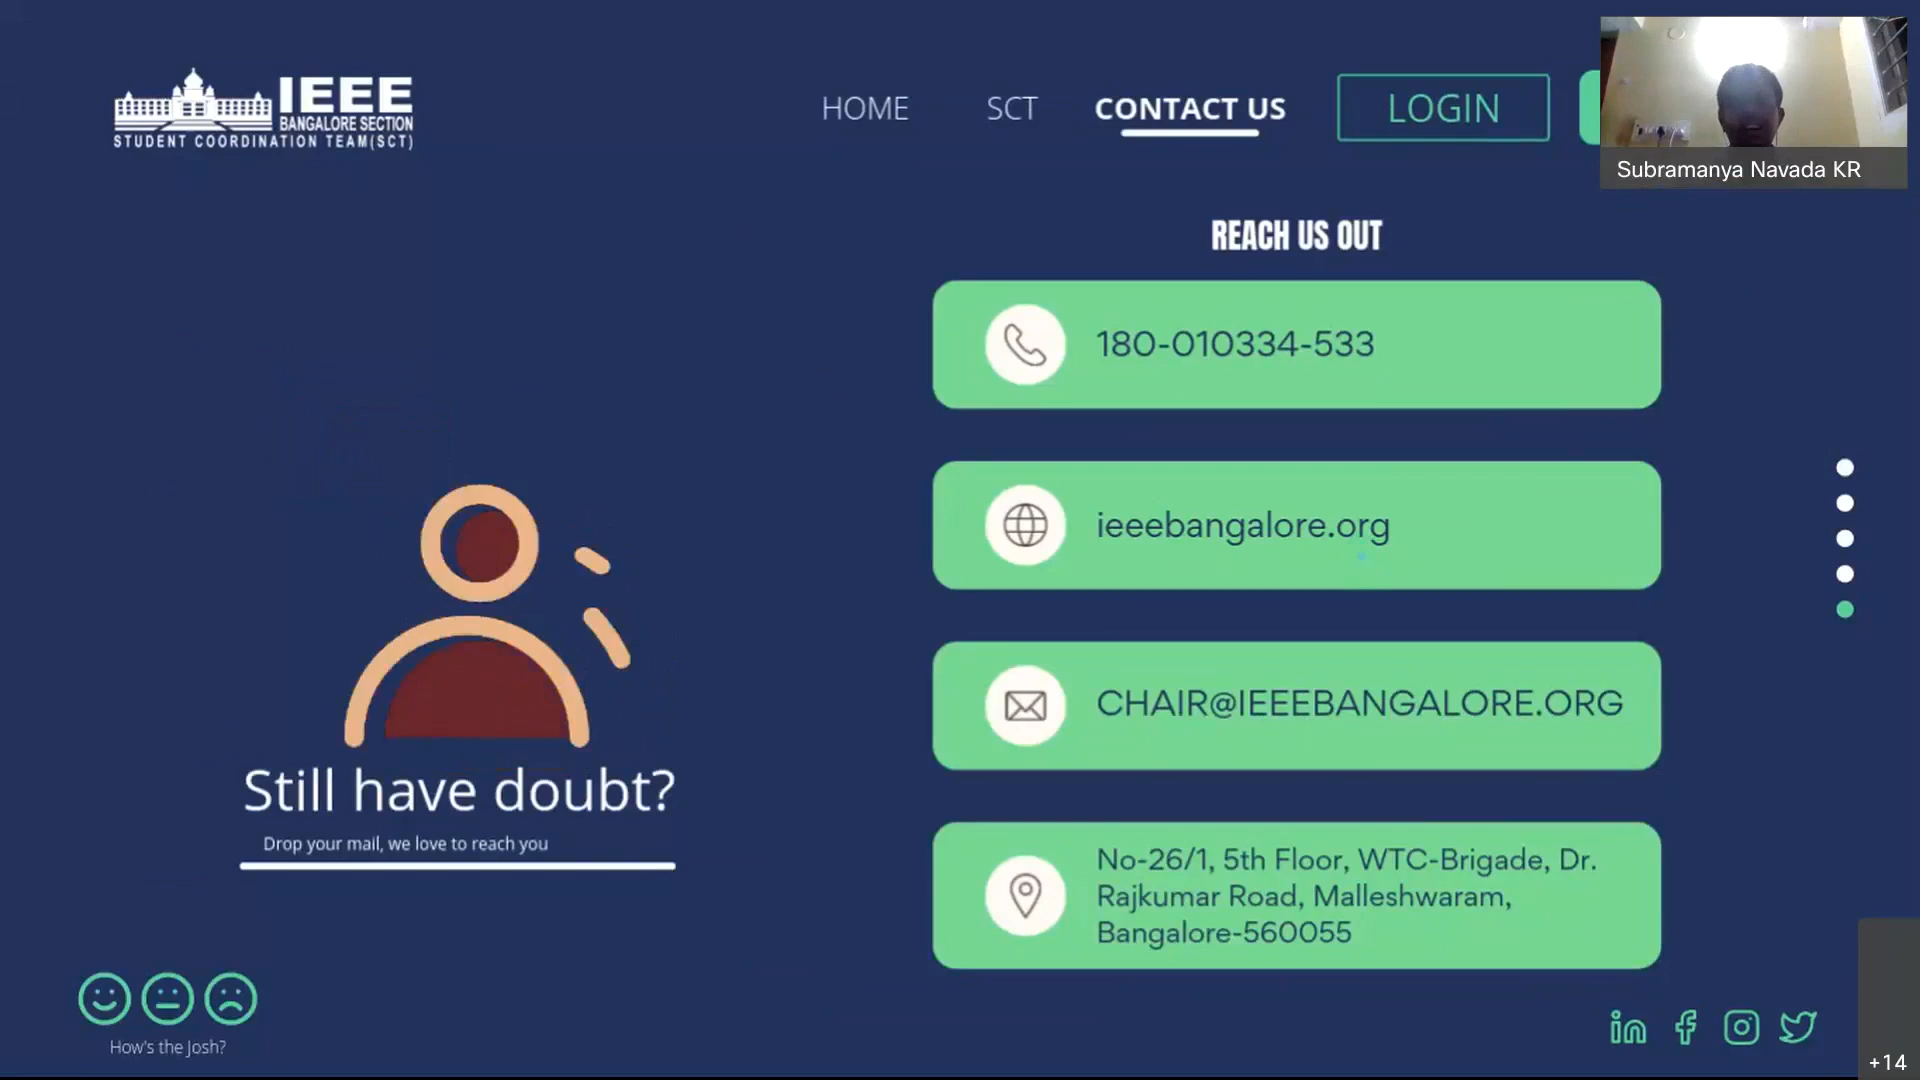 IEEE
BANGALORE SECTION
STUDENT COORDINATION TEAM(SCT)
HOME
SCT
CONTACT US
LOGIN
Subramanya Navada KR
REACH US OUT
180-010334-533
ieeebangalore.org
CHAIR@IEEEBANGALORE.ORG
No-26/1, 5th Floor, WTC-Brigade, Dr.
Rajkumar Road, Malleshwaram,
Bangalore-560055
Still have doubt?
Drop your mail, we love to reach you
How's the Josh?
+14